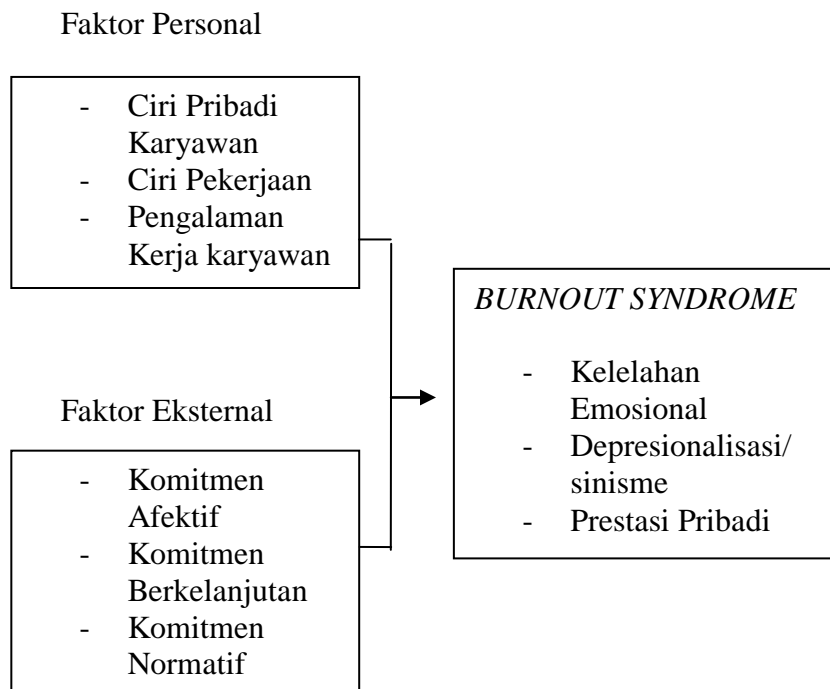 Faktor Personal
- Ciri Pribadi
Karyawan
- Ciri Pekerjaan
- Pengalaman
Kerja karyawan
Faktor Eksternal
- Komitmen
Afektif
- Komitmen
Berkelanjutan
- Komitmen
Normatif
BURNOUT SYNDROME
- Kelelahan
Emosional
- Depresionalisasi/
sinisme
- Prestasi Pribadi